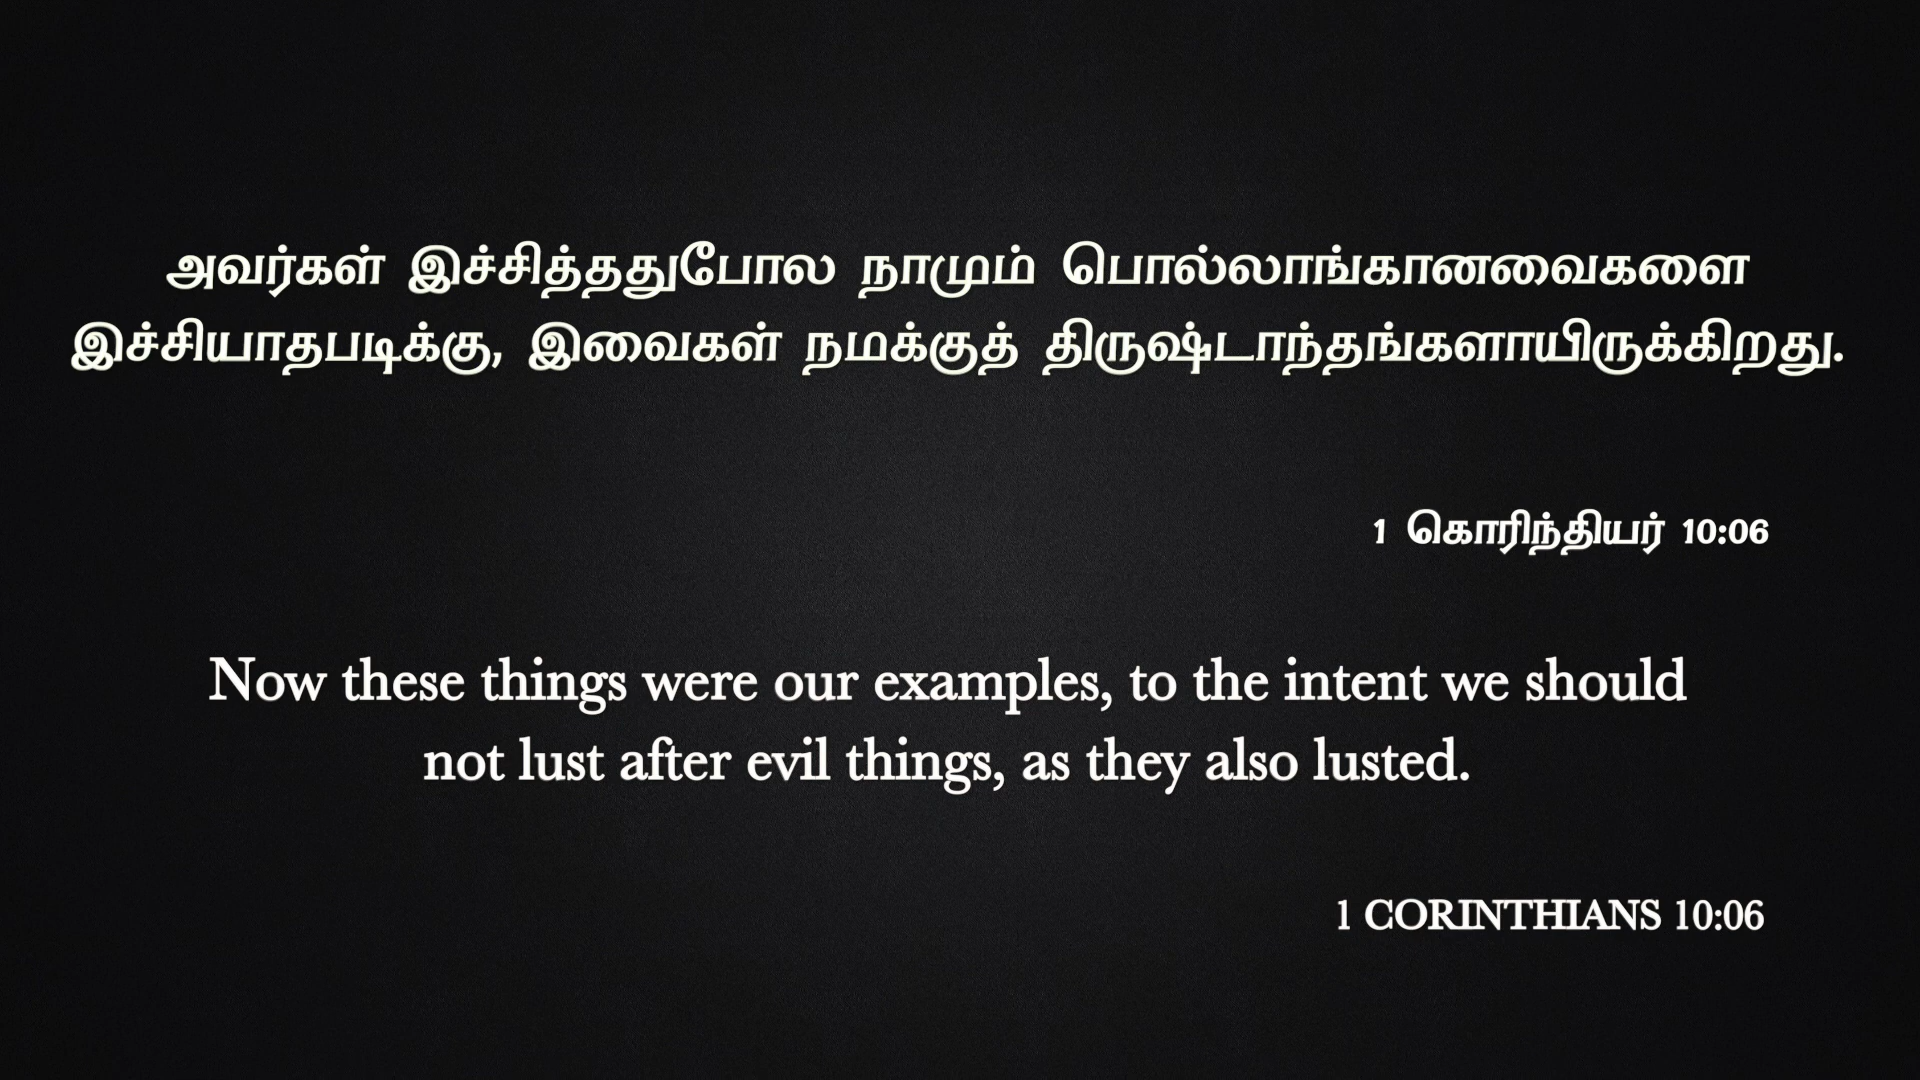 அவர்கள் இச்சித்ததுபோல நாமும் பொல்லாங்கானவைகளை
இச்சியாதபடிக்கு, இவைகள் நமக்குத் திருஷ்டாந்தங்களாயிருக்கிறது.
1 கொரிந்தியர் 10:06
Now these things were our examples, to the intent we should
not lust after evil things, as they also lusted.
1 CORINTHIANS 10:06